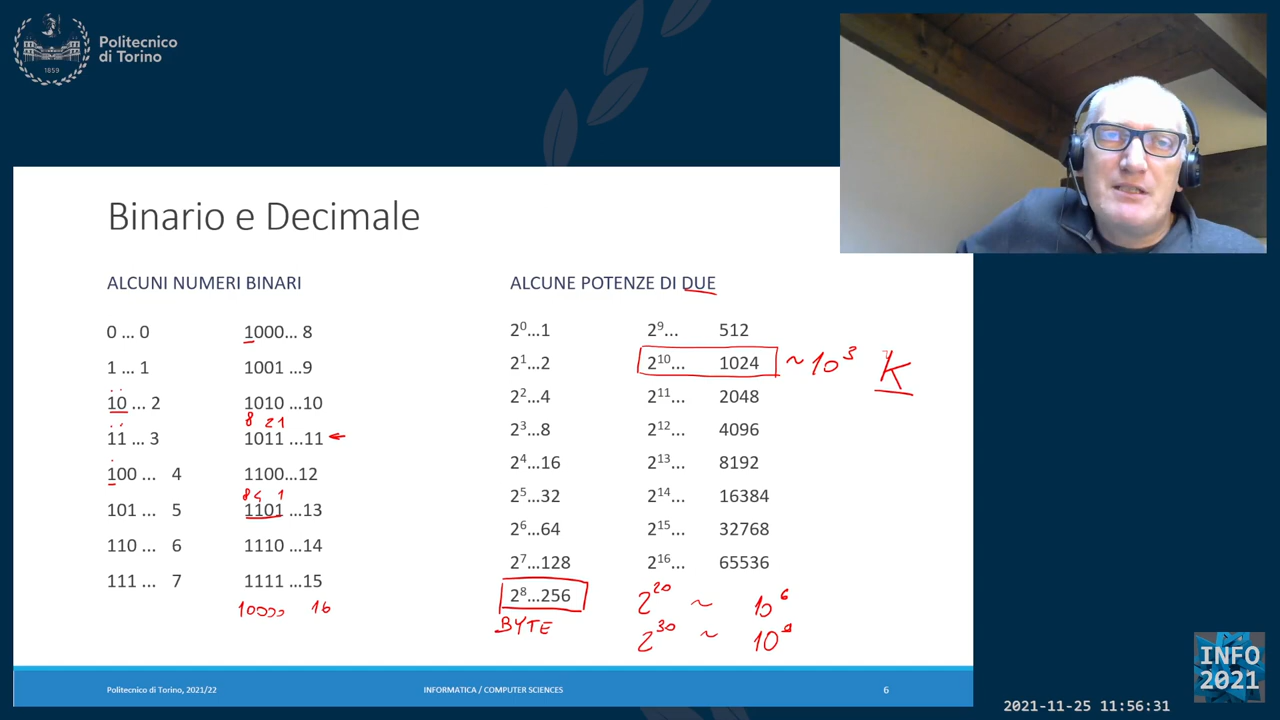 Politecnico
di Torino
1859
Binario e Decimale
ALCUNI NUMERI BINARI
0 ... 0
1 ... 1
10 ... 2
11 ... 3
100 ... 4
101 ... 5
110 ... 6
111 ... 7
1000... 8
1001 ...9
1010 ...10
8 2 1
1011 ...11
1100...12
8 4 1
1101 ...13
1110 ...14
1111 ...15
10000 16
ALCUNE POTENZE DI DUE
2⁰...1
2¹...2
2²...4
2³...8
2⁴...16
2⁵...32
2⁶...64
2⁷...128
2⁸...256
BYTE
2⁹... 512
2¹⁰... 1024 ~ 10³ K
2¹¹... 2048
2¹²... 4096
2¹³... 8192
2¹⁴... 16384
2¹⁵... 32768
2¹⁶... 65536
2²⁰ ~ 10⁶
2³⁰ ~ 10⁹
Politecnico di Torino, 2021/22
INFORMATICA / COMPUTER SCIENCES
6
INFO
2021
2021-11-25 11:56:31